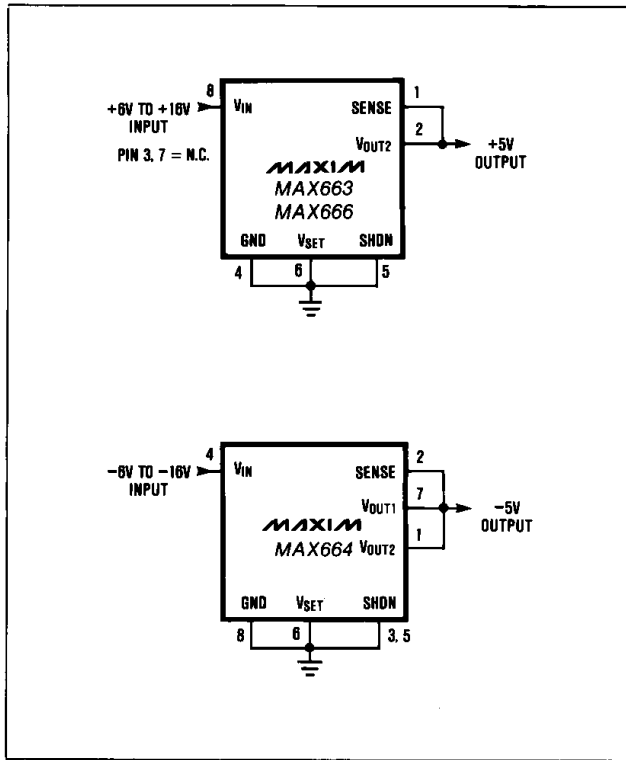 8
1
+6V TO +16V
INPUT
VIN
SENSE
2
VOUT2
+5V
OUTPUT
PIN 3, 7 = N.C.
MAXIM
MAX663
MAX666
GND
VSET
SHDN
4
6
5
4
2
–6V TO –16V
INPUT
VIN
SENSE
7
VOUT1
–5V
OUTPUT
1
MAXIM
MAX664
VOUT2
GND
VSET
SHDN
8
6
3, 5